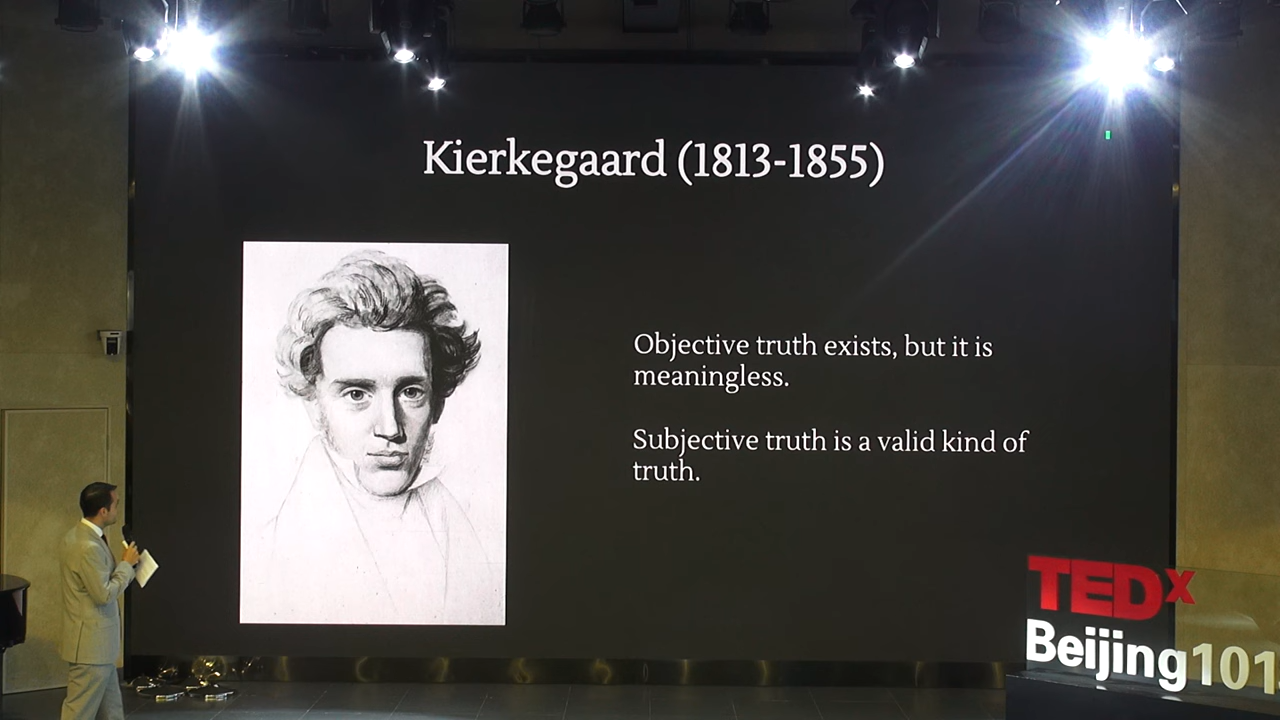 Kierkegaard (1813-1855)
Objective truth exists, but it is
meaningless.
Subjective truth is a valid kind of
truth.
TEDx
Beijing101